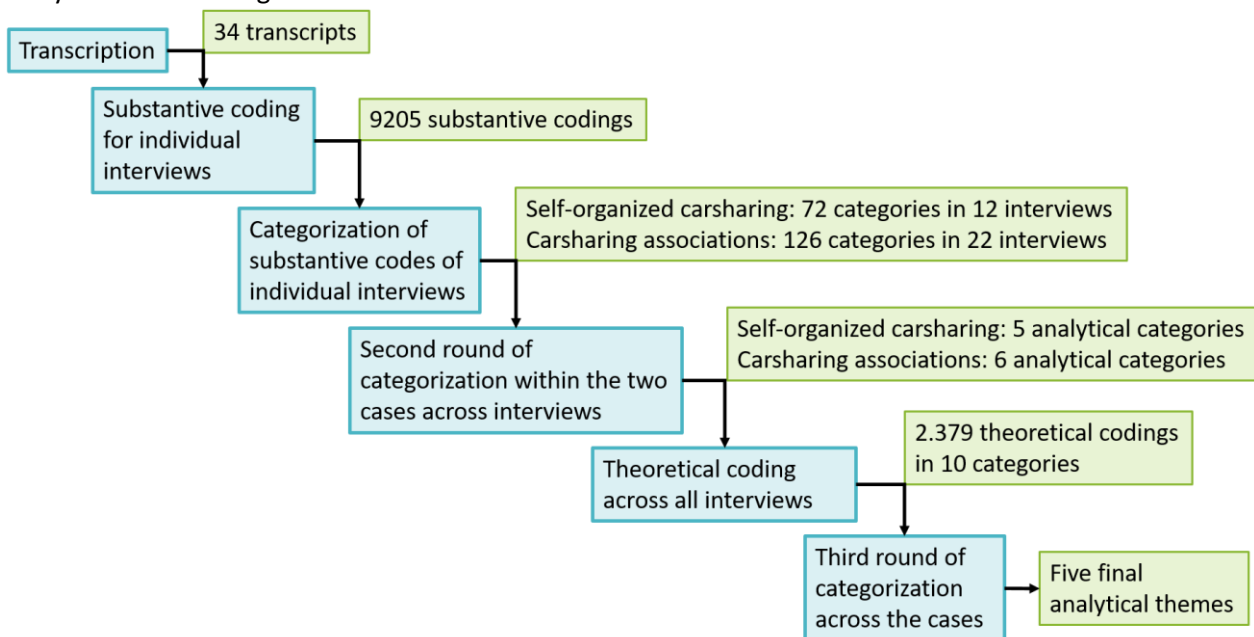 34 transcripts
Transcription
Substantive coding
for individual
interviews
9205 substantive codings
Categorization of
substantive codes of
individual interviews
Self-organized carsharing: 72 categories in 12 interviews
Carsharing associations: 126 categories in 22 interviews
Second round of
categorization within the two
cases across interviews
Self-organized carsharing: 5 analytical categories
Carsharing associations: 6 analytical categories
Theoretical coding
across all interviews
2.379 theoretical codings
in 10 categories
Third round of
categorization
across the cases
Five final
analytical themes